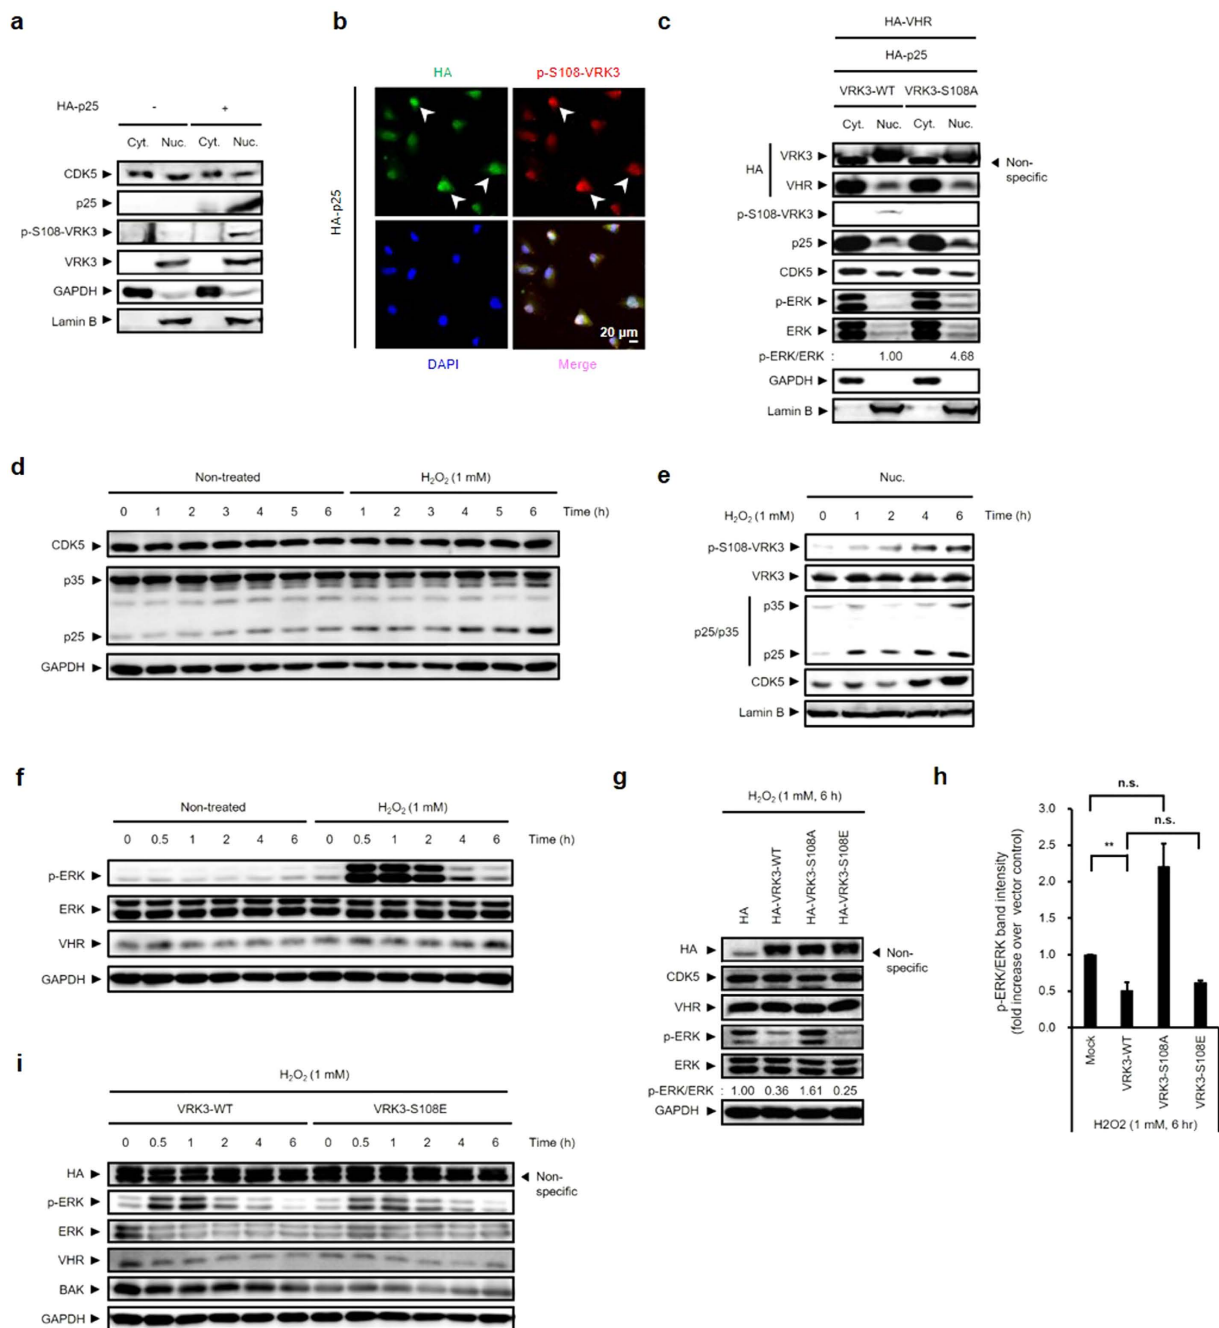 a
HA-p25
- +
Cyt. Nuc. Cyt. Nuc.
CDK5
p25
p-S108-VRK3
VRK3
GAPDH
Lamin B
b
HA p-S108-VRK3
HA-p25
20 µm
DAPI Merge
c
HA-VHR
HA-p25
VRK3-WT VRK3-S108A
Cyt. Nuc. Cyt. Nuc.
HA
VRK3
Non-
specific
VHR
p-S108-VRK3
p25
CDK5
p-ERK
ERK
p-ERK/ERK : 1.00 4.68
GAPDH
Lamin B
d
Non-treated H₂O₂ (1 mM)
0 1 2 3 4 5 6 1 2 3 4 5 6 Time (h)
CDK5
p35
p25
GAPDH
e
Nuc.
H₂O₂ (1 mM) 0 1 2 4 6 Time (h)
p-S108-VRK3
VRK3
p25/p35
p35
p25
CDK5
Lamin B
f
Non-treated H₂O₂ (1 mM)
0 0.5 1 2 4 6 0 0.5 1 2 4 6 Time (h)
p-ERK
ERK
VHR
GAPDH
g
H₂O₂ (1 mM, 6 h)
HA
HA-VRK3-WT
HA-VRK3-S108A
HA-VRK3-S108E
HA
Non-
specific
CDK5
VHR
p-ERK
ERK
p-ERK/ERK : 1.00 0.36 1.61 0.25
GAPDH
h
n.s.
n.s.
**
p-ERK/ERK band intensity
(fold increase over vector control)
3.0
2.5
2.0
1.5
1.0
0.5
0.0
Mock
VRK3-WT
VRK3-S108A
VRK3-S108E
H2O2 (1 mM, 6 hr)
i
H₂O₂ (1 mM)
VRK3-WT VRK3-S108E
0 0.5 1 2 4 6 0 0.5 1 2 4 6 Time (h)
HA
Non-
specific
p-ERK
ERK
VHR
BAK
GAPDH